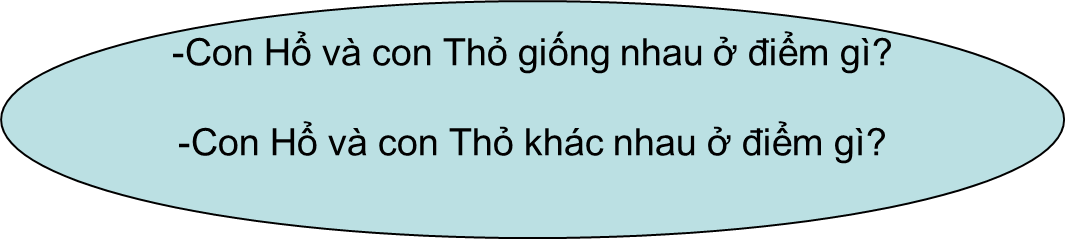 -Con Hổ và con Thỏ giống nhau ở điểm gì?
-Con Hổ và con Thỏ khác nhau ở điểm gì?